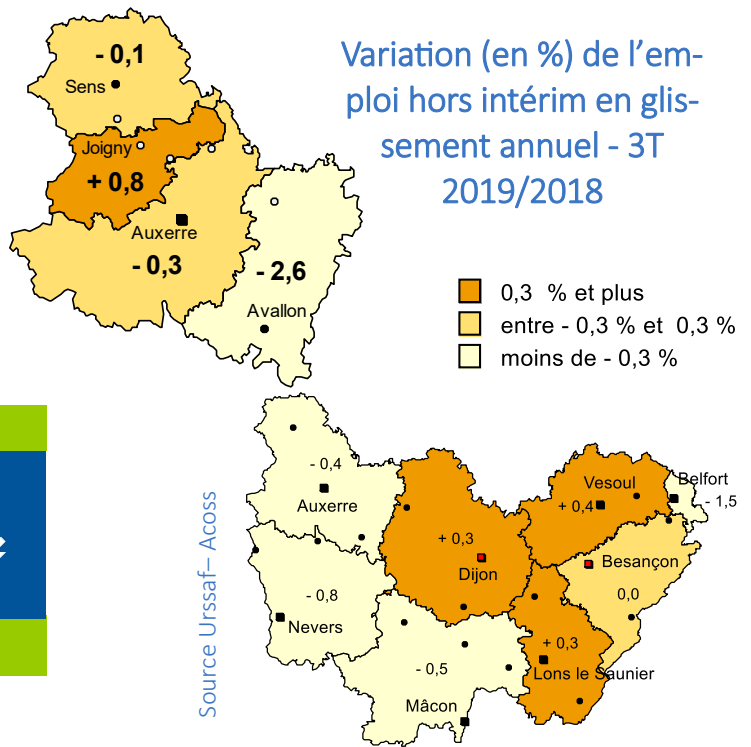 Variation (en %) de l'em-
ploi hors intérim en glis-
sement annuel - 3T
2019/2018
- 0,1
Sens
Joigny
+ 0,8
Auxerre
- 0,3
- 2,6
Avallon
0,3 % et plus
entre - 0,3 % et 0,3 %
moins de - 0,3 %
- 0,4
Auxerre
+ 0,3
Dijon
Vesoul
+ 0,4
Belfort
- 1,5
Besançon
0,0
- 0,8
Nevers
+ 0,3
Lons le Saunier
- 0,5
Mâcon
Source Urssaf– Acoss